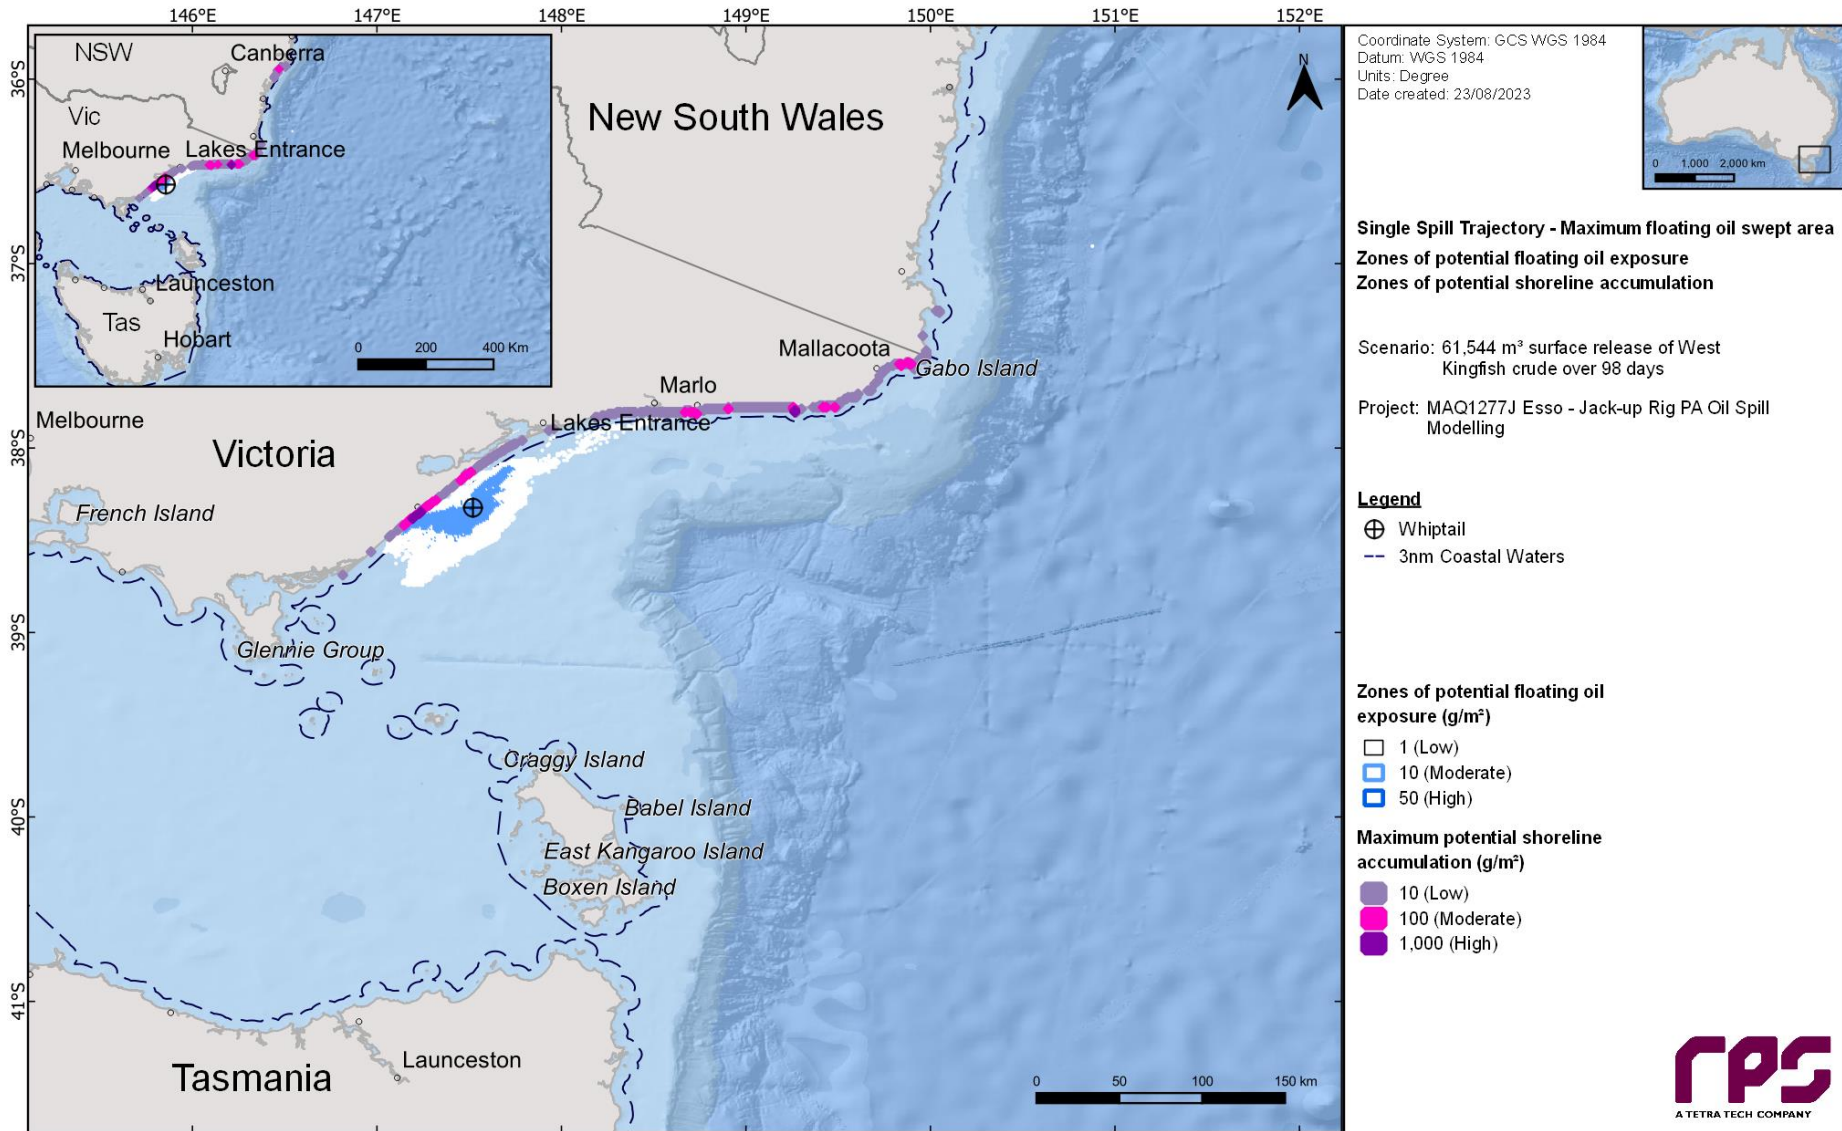 146°E
147°E
148°E
149°E
150°E
151°E
152°E
36°S
37°S
38°S
39°S
40°S
41°S
NSW
Canberra
Vic
Melbourne
Lakes Entrance
Launceston
Tas
Hobart
0 200 400 Km
New South Wales
N
Mallacoota
Gabo Island
Marlo
Lakes Entrance
Melbourne
Victoria
French Island
Glennie Group
Craggy Island
Babel Island
East Kangaroo Island
Boxen Island
Launceston
Tasmania
0 50 100 150 km
Coordinate System: GCS WGS 1984
Datum: WGS 1984
Units: Degree
Date created: 23/08/2023
0 1,000 2,000 km
Single Spill Trajectory - Maximum floating oil swept area
Zones of potential floating oil exposure
Zones of potential shoreline accumulation
Scenario: 61,544 m³ surface release of West
Kingfish crude over 98 days
Project: MAQ1277J Esso - Jack-up Rig PA Oil Spill
Modelling
Legend
Whiptail
3nm Coastal Waters
Zones of potential floating oil
exposure (g/m²)
1 (Low)
10 (Moderate)
50 (High)
Maximum potential shoreline
accumulation (g/m²)
10 (Low)
100 (Moderate)
1,000 (High)
rps
A TETRA TECH COMPANY